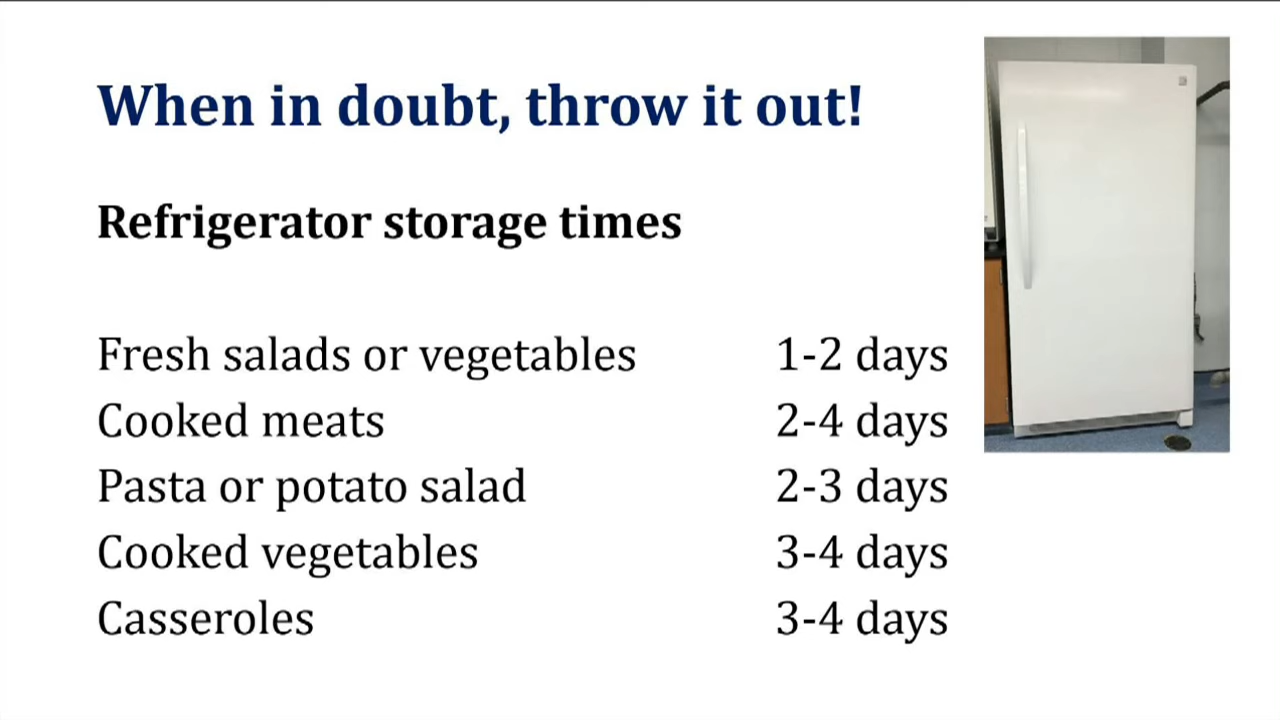 When in doubt, throw it out!
Refrigerator storage times
Fresh salads or vegetables 1-2 days
Cooked meats 2-4 days
Pasta or potato salad 2-3 days
Cooked vegetables 3-4 days
Casseroles 3-4 days